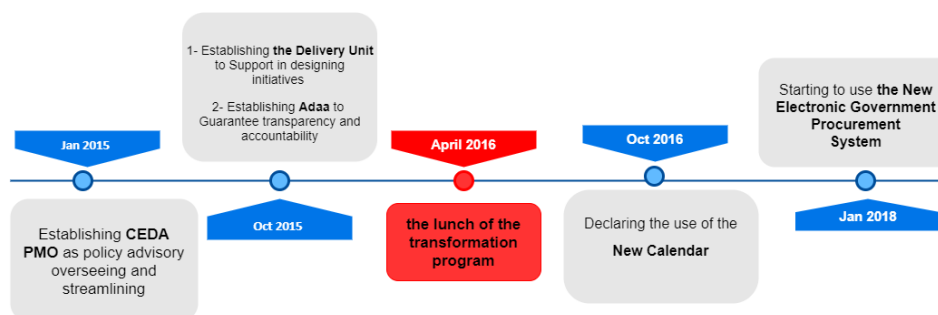 Jan 2015
Establishing CEDA
PMO as policy advisory
overseeing and
streamlining
1- Establishing the Delivery Unit
to Support in designing
initiatives
2- Establishing Adaa to
Guarantee transparency and
accountability
Oct 2015
April 2016
the lunch of the
transformation
program
Oct 2016
Declaring the use of the
New Calendar
Starting to use the New
Electronic Government
Procurement
System
Jan 2018